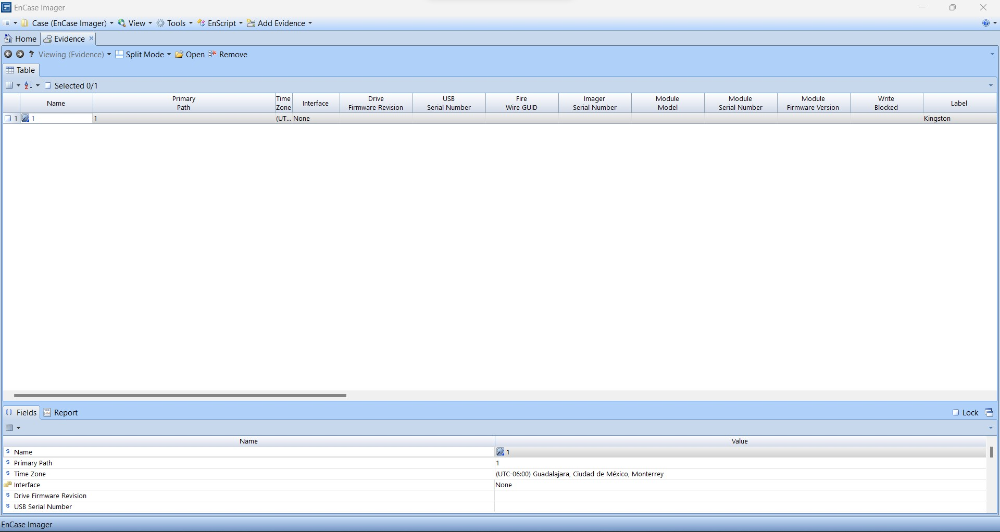 EnCase Imager
Case (EnCase Imager) View Tools EnScript Add Evidence
Home Evidence
Viewing (Evidence) Split Mode Open Remove
Table
Selected 0/1
Name Primary Path Time Zone Interface Drive Firmware Revision USB Serial Number Fire Wire GUID Imager Serial Number Module Model Module Serial Number Module Firmware Version Write Blocked Label
1 1 1 (UT... None Kingston
Fields Report Lock
Name Value
Name 1
Primary Path 1
Time Zone (UTC-06:00) Guadalajara, Ciudad de México, Monterrey
Interface None
Drive Firmware Revision
USB Serial Number
EnCase Imager